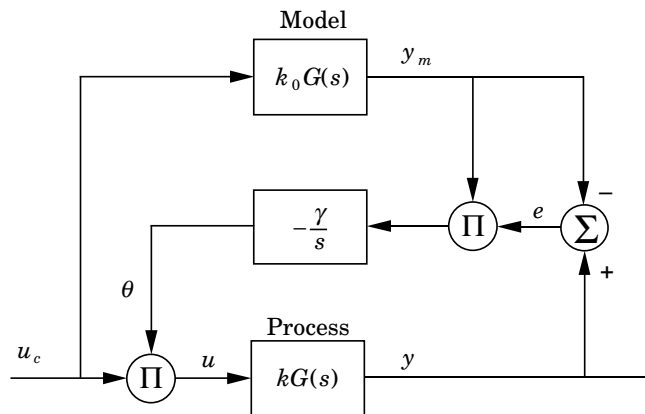 Model
k₀G(s)
y_m
−
−γ/s
Π
e
Σ
+
θ
Process
u_c
Π
u
kG(s)
y